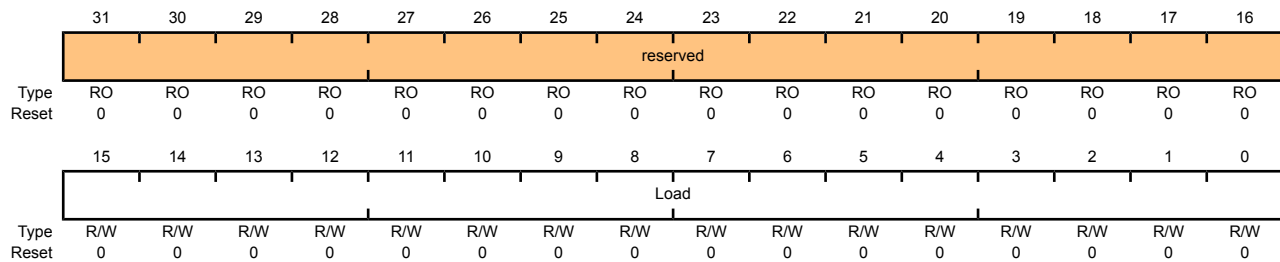 31 30 29 28 27 26 25 24 23 22 21 20 19 18 17 16
reserved
Type RO RO RO RO RO RO RO RO RO RO RO RO RO RO RO RO
Reset 0 0 0 0 0 0 0 0 0 0 0 0 0 0 0 0
15 14 13 12 11 10 9 8 7 6 5 4 3 2 1 0
Load
Type R/W R/W R/W R/W R/W R/W R/W R/W R/W R/W R/W R/W R/W R/W R/W R/W
Reset 0 0 0 0 0 0 0 0 0 0 0 0 0 0 0 0